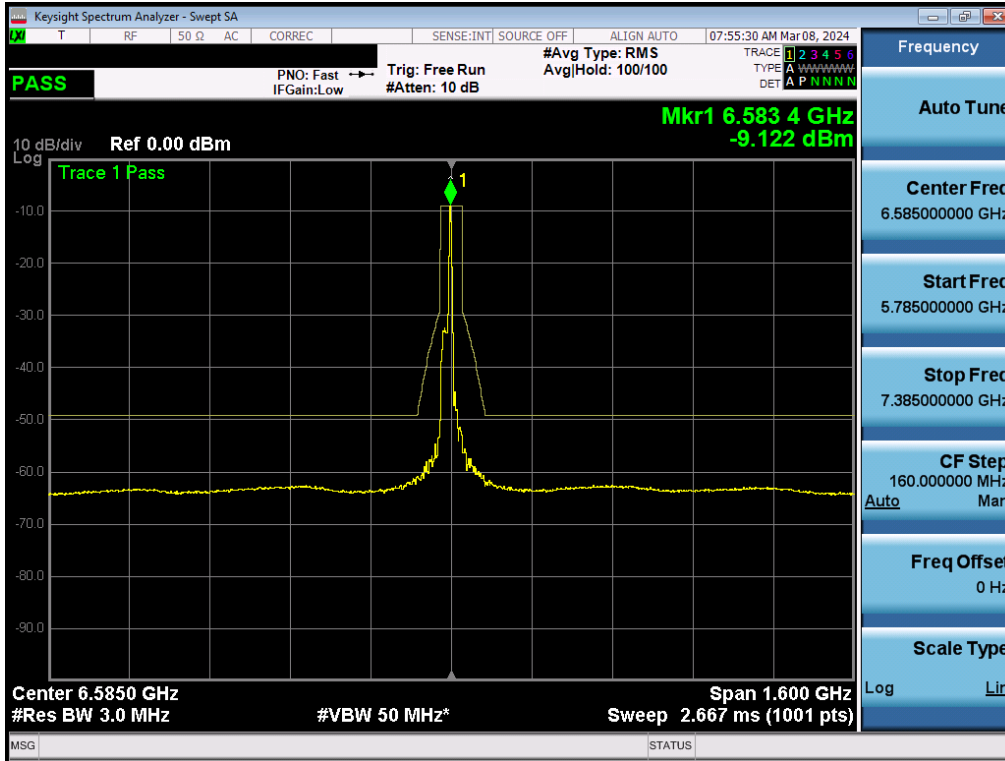 Keysight Spectrum Analyzer - Swept SA
LXI T RF 50 Ω AC CORREC SENSE:INT SOURCE OFF ALIGN AUTO 07:55:30 AM Mar 08, 2024
PASS
PNO: Fast
IFGain:Low
Trig: Free Run
#Atten: 10 dB
#Avg Type: RMS
Avg|Hold: 100/100
TRACE 1 2 3 4 5 6
TYPE A WWWWW
DET A P N N N N
Mkr1 6.583 4 GHz
-9.122 dBm
10 dB/div Ref 0.00 dBm
Log
Trace 1 Pass
1
-10.0
-20.0
-30.0
-40.0
-50.0
-60.0
-70.0
-80.0
-90.0
Center 6.5850 GHz Span 1.600 GHz
#Res BW 3.0 MHz #VBW 50 MHz* Sweep 2.667 ms (1001 pts)
MSG STATUS
Frequency
Auto Tune
Center Freq
6.585000000 GHz
Start Freq
5.785000000 GHz
Stop Freq
7.385000000 GHz
CF Step
160.000000 MHz
Auto Man
Freq Offset
0 Hz
Scale Type
Log Lin